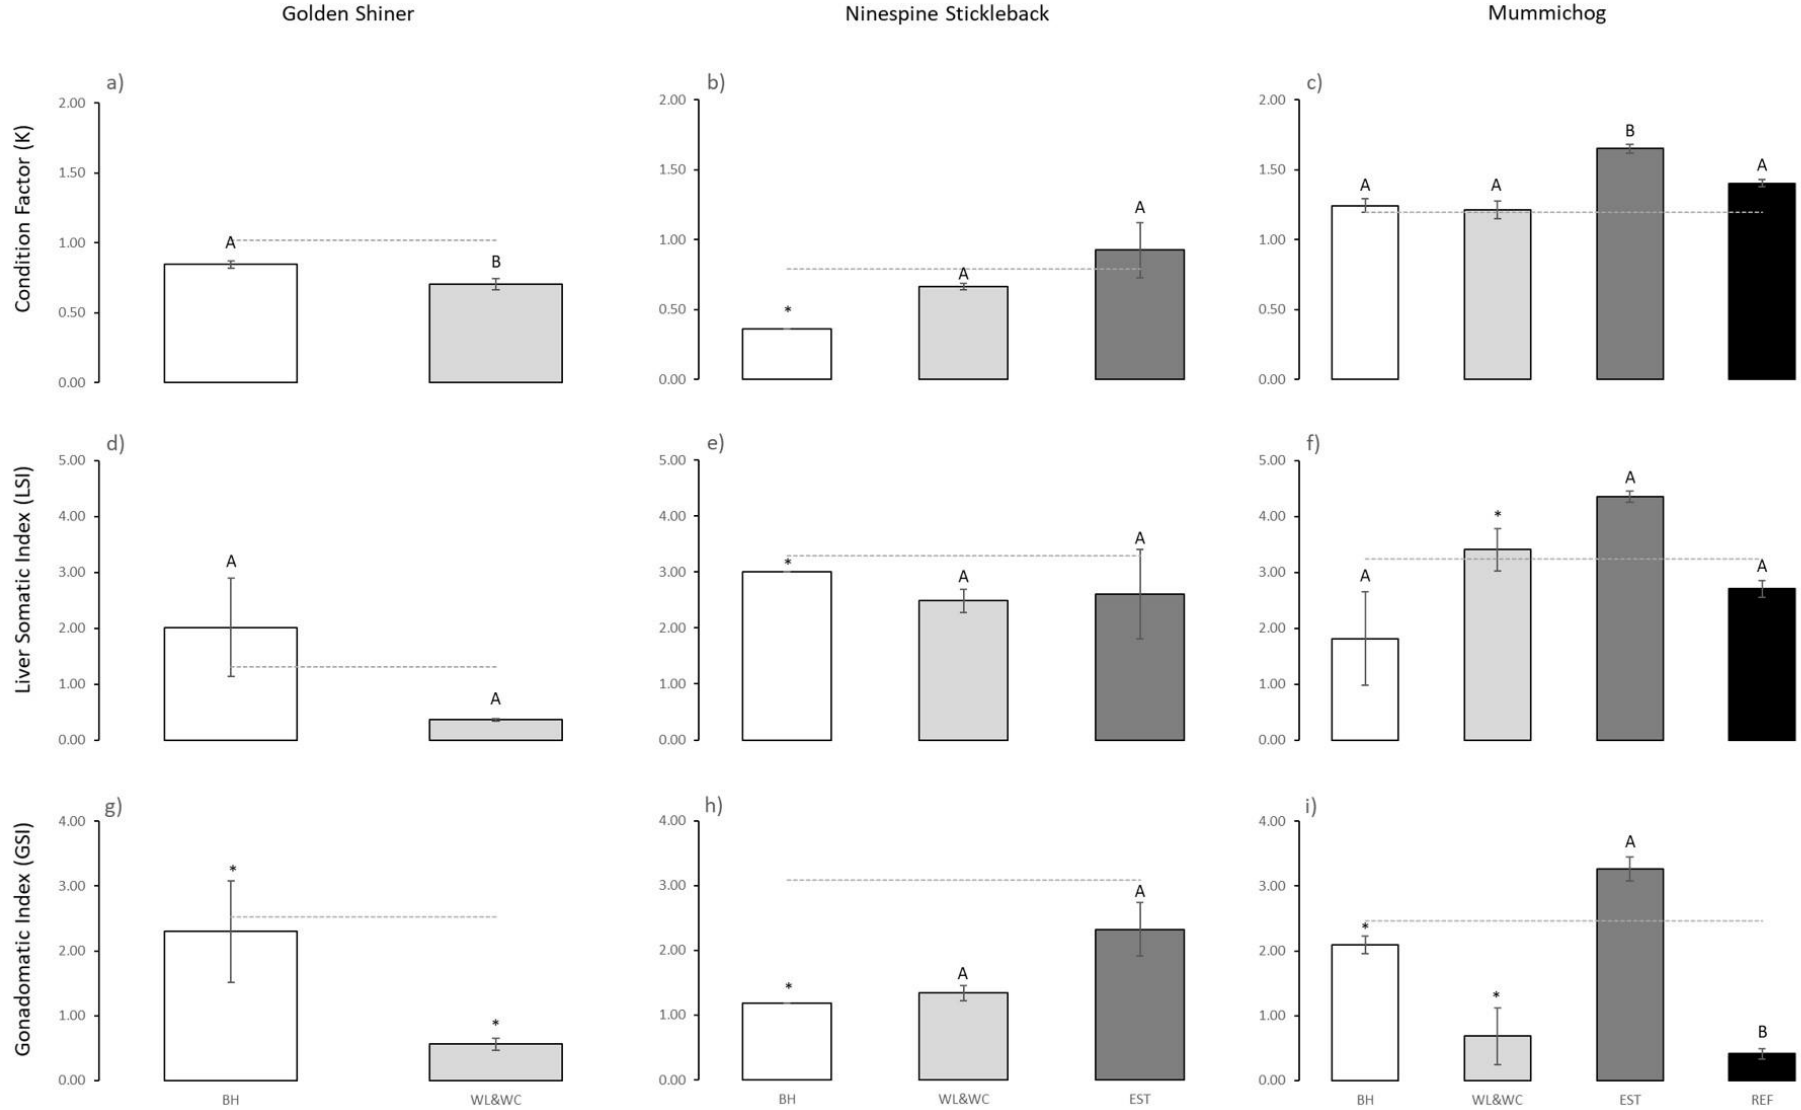 Golden Shiner
Ninespine Stickleback
Mummichog
Condition Factor (K)
a)
2.00
1.50
1.00
0.50
0.00
A
B
b)
2.00
1.50
1.00
0.50
0.00
*
A
A
c)
2.00
1.50
1.00
0.50
0.00
A
A
B
A
Liver Somatic Index (LSI)
d)
5.00
4.00
3.00
2.00
1.00
0.00
A
A
e)
5.00
4.00
3.00
2.00
1.00
0.00
*
A
A
f)
5.00
4.00
3.00
2.00
1.00
0.00
A
*
A
A
Gonadomatic Index (GSI)
g)
4.00
3.00
2.00
1.00
0.00
*
*
BH
WL&WC
h)
4.00
3.00
2.00
1.00
0.00
*
A
A
BH
WL&WC
EST
i)
4.00
3.00
2.00
1.00
0.00
*
*
A
B
BH
WL&WC
EST
REF